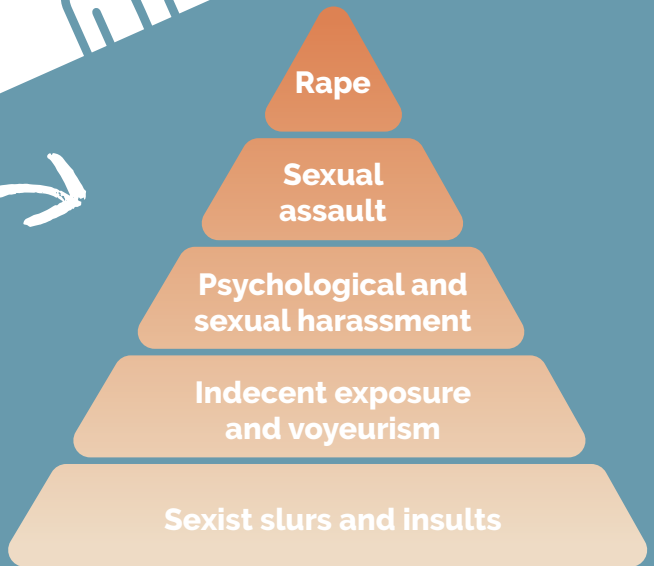 Rape
Sexual
assault
Psychological and
sexual harassment
Indecent exposure
and voyeurism
Sexist slurs and insults